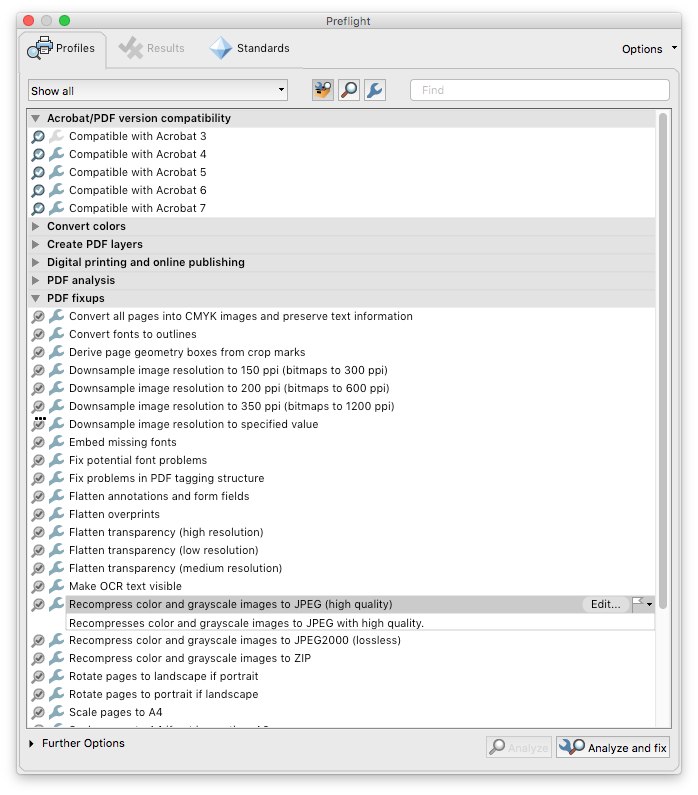 Preflight
Profiles
Results
Standards
Options
Show all
Find
Acrobat/PDF version compatibility
Compatible with Acrobat 3
Compatible with Acrobat 4
Compatible with Acrobat 5
Compatible with Acrobat 6
Compatible with Acrobat 7
Convert colors
Create PDF layers
Digital printing and online publishing
PDF analysis
PDF fixups
Convert all pages into CMYK images and preserve text information
Convert fonts to outlines
Derive page geometry boxes from crop marks
Downsample image resolution to 150 ppi (bitmaps to 300 ppi)
Downsample image resolution to 200 ppi (bitmaps to 600 ppi)
Downsample image resolution to 350 ppi (bitmaps to 1200 ppi)
Downsample image resolution to specified value
Embed missing fonts
Fix potential font problems
Fix problems in PDF tagging structure
Flatten annotations and form fields
Flatten overprints
Flatten transparency (high resolution)
Flatten transparency (low resolution)
Flatten transparency (medium resolution)
Make OCR text visible
Recompress color and grayscale images to JPEG (high quality) Edit...
Recompresses color and grayscale images to JPEG with high quality.
Recompress color and grayscale images to JPEG2000 (lossless)
Recompress color and grayscale images to ZIP
Rotate pages to landscape if portrait
Rotate pages to portrait if landscape
Scale pages to A4
Further Options
Analyze
Analyze and fix